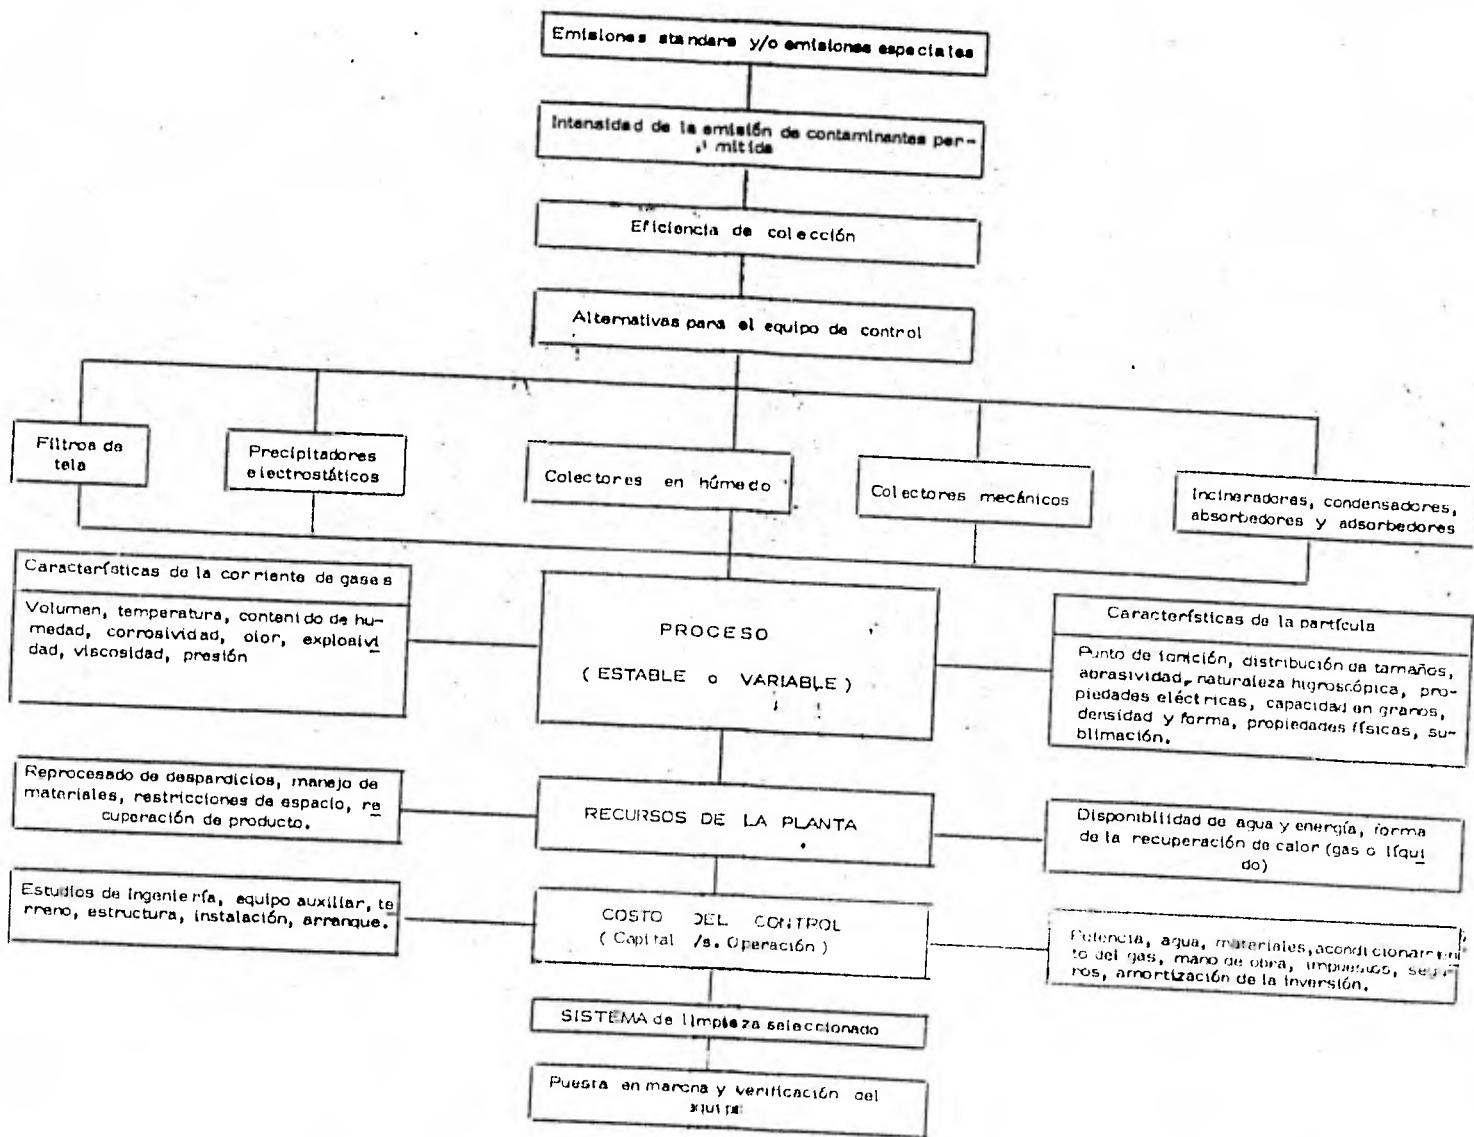 Emisiones standars y/o emisiones especiales
Intensidad de la emisión de contaminantes per-
mitida
Eficiencia de colección
Alternativas para el equipo de control
Filtros de
tela
Precipitadores
electrostáticos
Colectores en húmedo
Colectores mecánicos
Incineradores, condensadores,
absorbedores y adsorbedores
Características de la corriente de gases
Volumen, temperatura, contenido de hu-
medad, corrosividad, olor, explosivi
dad, viscosidad, presión
PROCESO
(ESTABLE o VARIABLE)
Características de la partícula
Punto de ionición, distribución de tamaños,
abrasividad, naturaleza higroscópica, pro-
piedades eléctricas, capacidad en granos,
densidad y forma, propiedades físicas, su-
blimación.
Reprocesado de despardicios, manejo de
materiales, restricciones de espacio, re
cuperación de producto.
RECURSOS DE LA PLANTA
Disponibilidad de agua y energía, forma
de la recuperación de calor (gas o líqui
do)
Estudios de ingeniería, equipo auxiliar, te
rreno, estructura, instalación, arranque.
COSTO DEL CONTROL
(Capital /s. Operación)
Potencia, agua, materiales, acondicionamien
to del gas, mano de obra, impuestos, segu
ros, amortización de la inversión.
SISTEMA de limpieza seleccionado
Puesta en marcha y verificación del
equipo